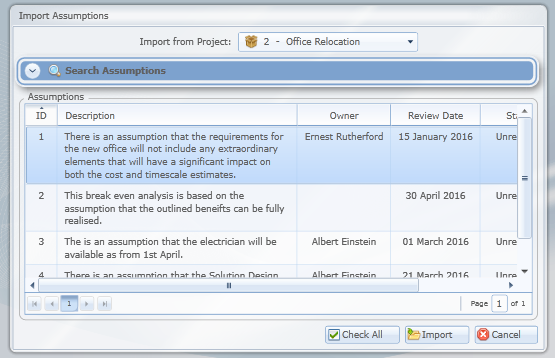 Import Assumptions
Import from Project: 2 - Office Relocation
Search Assumptions
Assumptions
ID Description Owner Review Date Sta
1 There is an assumption that the requirements for Ernest Rutherford 15 January 2016 Unre
the new office will not include any extraordinary
elements that will have a significant impact on
both the cost and timescale estimates.
2 This break even analysis is based on the 30 April 2016 Unre
assumption that the outlined beneifts can be fully
realised.
3 The is an assumption that the electrician will be Albert Einstein 01 March 2016 Unre
available as from 1st April.
4 There is an assumption that the Solution Design Albert Einstein 21 March 2016 Unre
1 Page 1 of 1
Check All Import Cancel